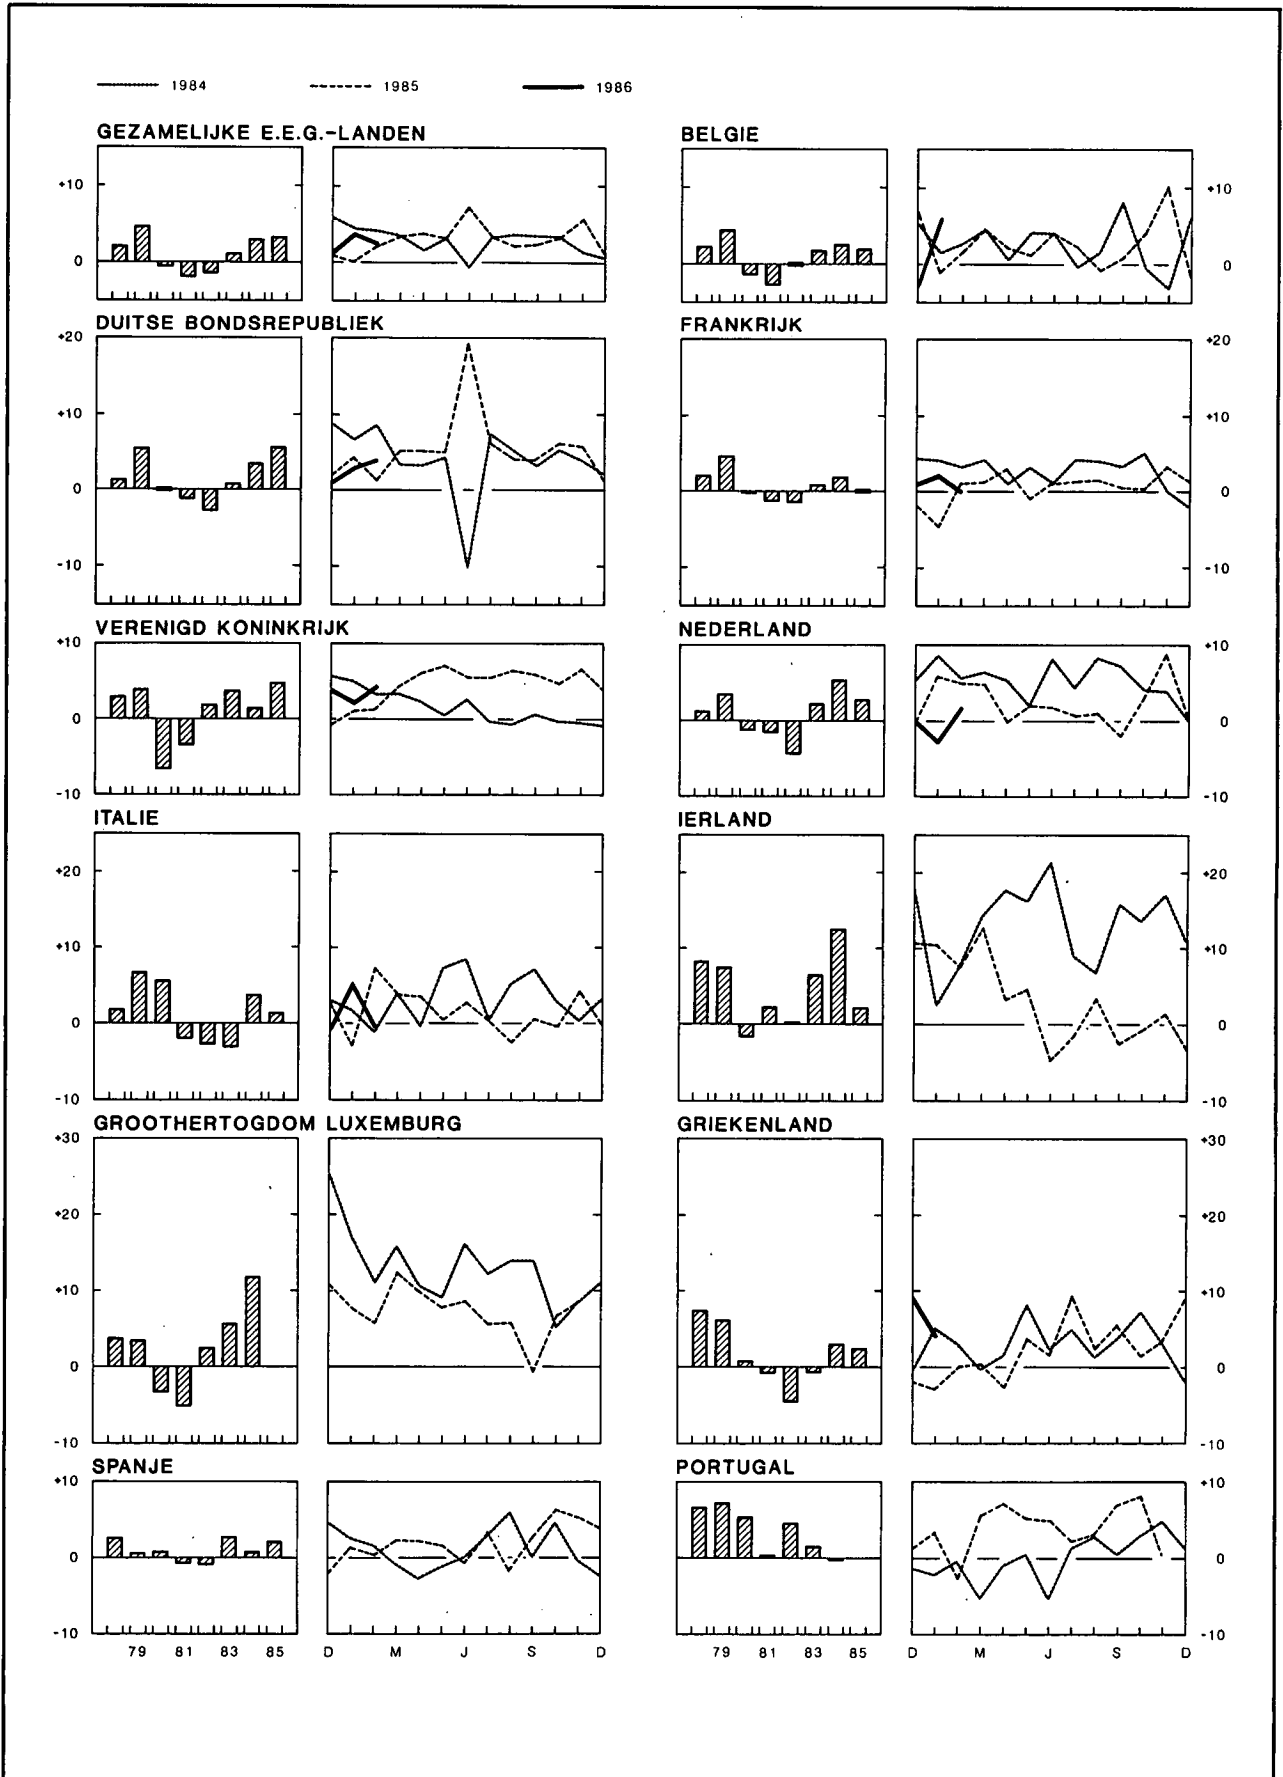 1984 1985 1986
GEZAMELIJKE E.E.G.-LANDEN BELGIE
+10 +10
0 0
DUITSE BONDSREPUBLIEK FRANKRIJK
+20 +20
+10 +10
0 0
-10 -10
VERENIGD KONINKRIJK NEDERLAND
+10 +10
0 0
-10 -10
ITALIE IERLAND
+20 +20
+10 +10
0 0
-10 -10
GROOTHERTOGDOM LUXEMBURG GRIEKENLAND
+30 +30
+20 +20
+10 +10
0 0
-10 -10
SPANJE PORTUGAL
+10 +10
0 0
-10 -10
79 81 83 85 D M J S D 79 81 83 85 D M J S D